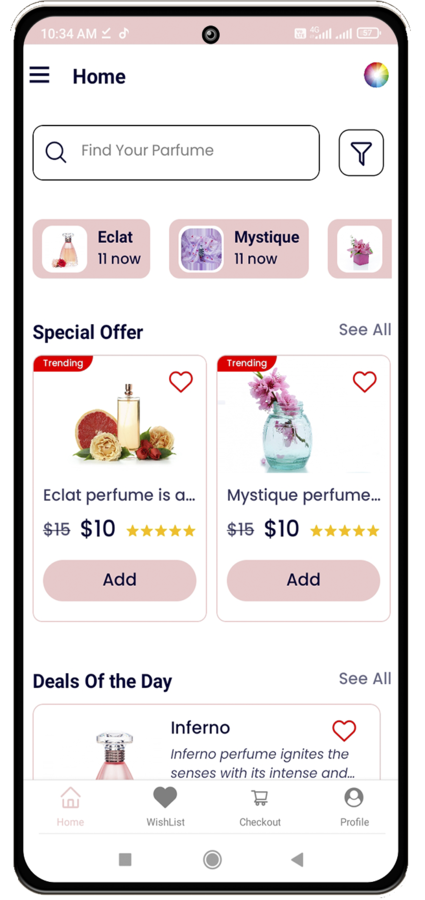 10:34 AM
4G
67
Home
Find Your Parfume
Eclat
11 now
Mystique
11 now
Special Offer
See All
Trending
Trending
Eclat perfume is a...
Mystique perfume...
$15 $10
$15 $10
Add
Add
Deals Of the Day
See All
Inferno
Inferno perfume ignites the
senses with its intense and...
Home
WishList
Checkout
Profile